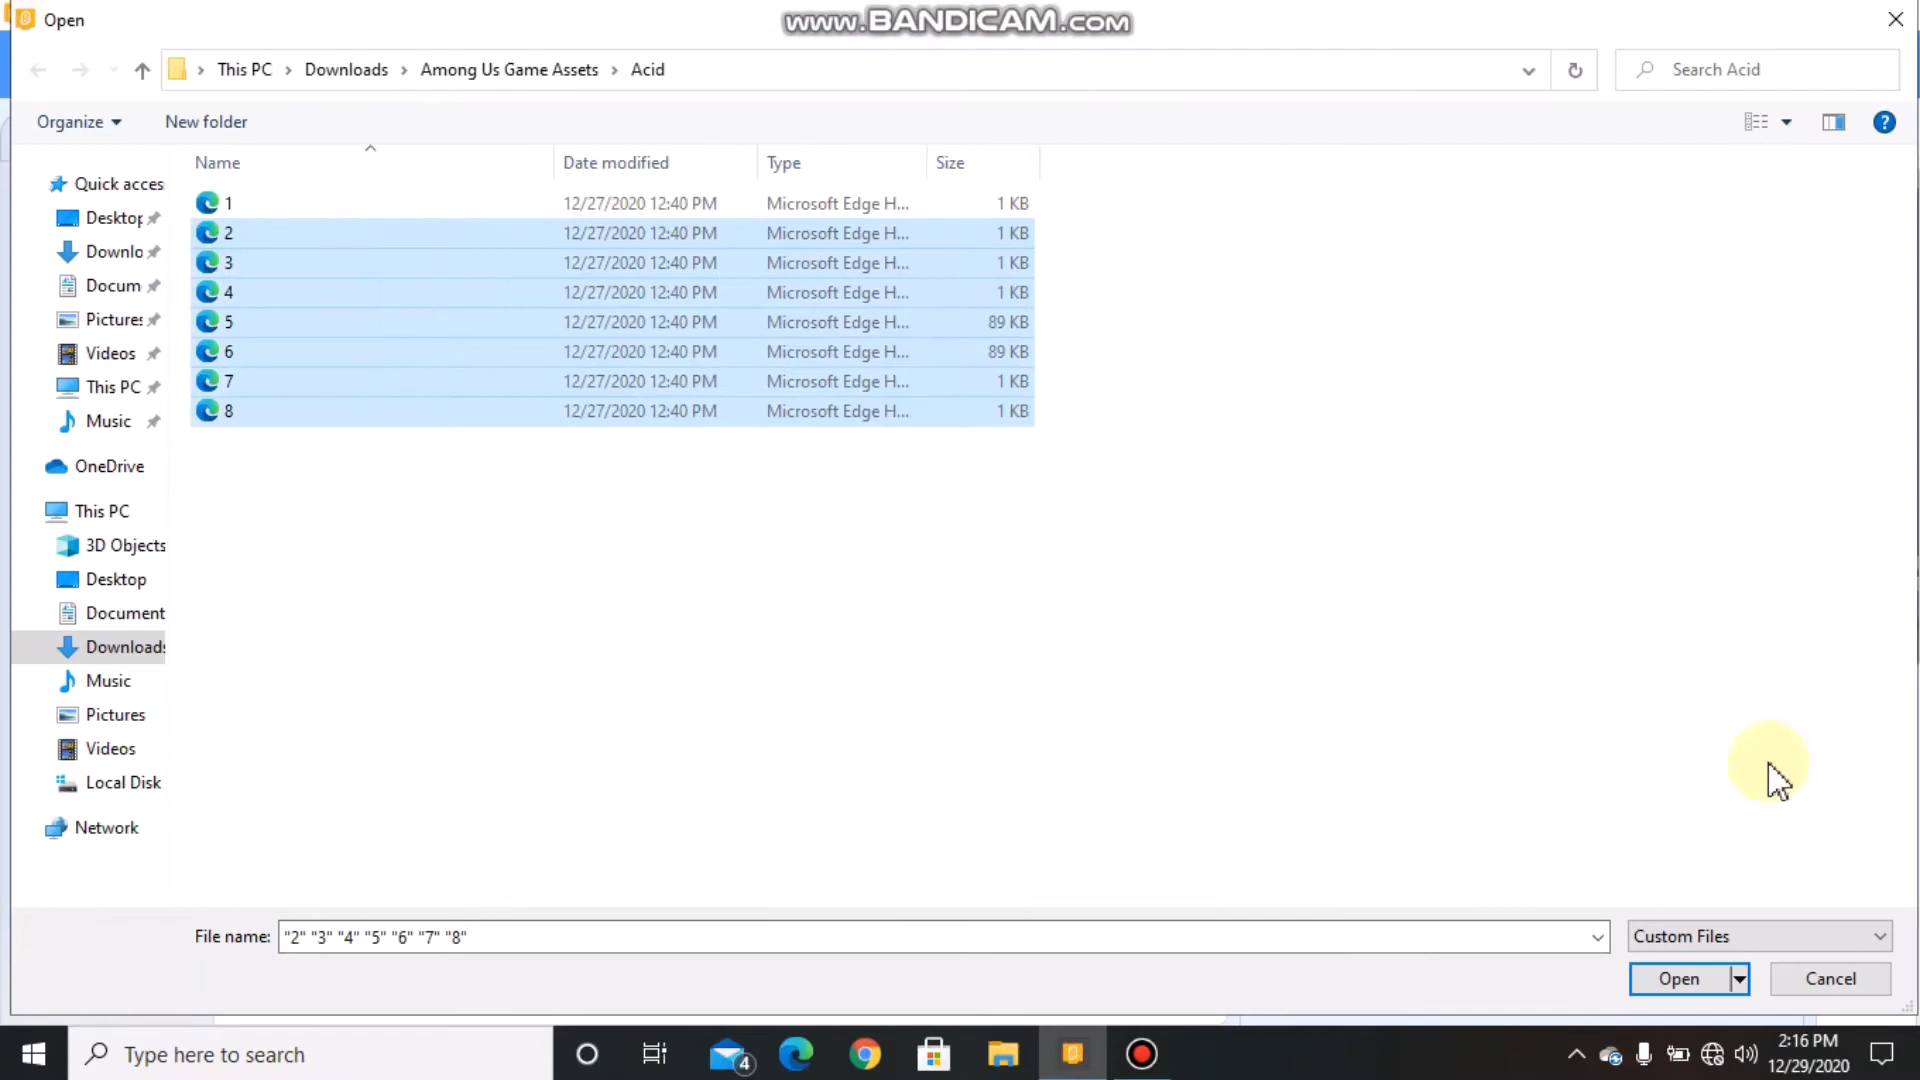 Open
www.BANDICAM.com
This PC > Downloads > Among Us Game Assets > Acid
Search Acid
Organize
New folder
Name Date modified Type Size
1 12/27/2020 12:40 PM Microsoft Edge H... 1 KB
2 12/27/2020 12:40 PM Microsoft Edge H... 1 KB
3 12/27/2020 12:40 PM Microsoft Edge H... 1 KB
4 12/27/2020 12:40 PM Microsoft Edge H... 1 KB
5 12/27/2020 12:40 PM Microsoft Edge H... 89 KB
6 12/27/2020 12:40 PM Microsoft Edge H... 89 KB
7 12/27/2020 12:40 PM Microsoft Edge H... 1 KB
8 12/27/2020 12:40 PM Microsoft Edge H... 1 KB
Quick acces
Desktop
Downlo
Docum
Pictures
Videos
This PC
Music
OneDrive
This PC
3D Objects
Desktop
Document
Downloads
Music
Pictures
Videos
Local Disk
Network
File name: "2" "3" "4" "5" "6" "7" "8"
Custom Files
Open
Cancel
Type here to search
4
2:16 PM
12/29/2020